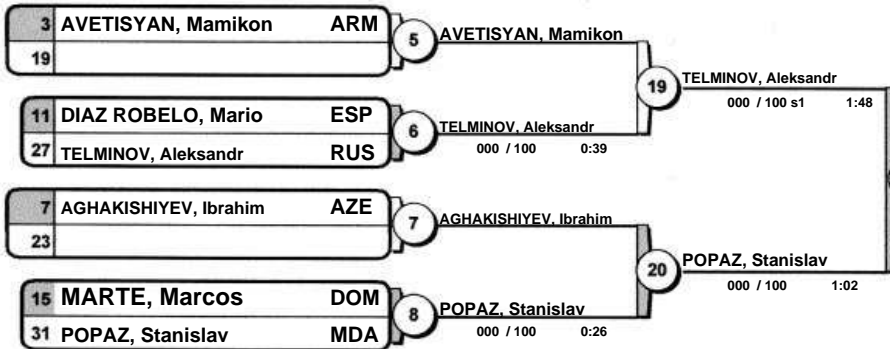 3 AVETISYAN, Mamikon ARM
19
5
AVETISYAN, Mamikon
11 DIAZ ROBELO, Mario ESP
27 TELMINOV, Aleksandr RUS
6
TELMINOV, Aleksandr
000 / 100 0:39
19
TELMINOV, Aleksandr
000 / 100 s1 1:48
7 AGHAKISHIYEV, Ibrahim AZE
23
7
AGHAKISHIYEV, Ibrahim
15 MARTE, Marcos DOM
31 POPAZ, Stanislav MDA
8
POPAZ, Stanislav
000 / 100 0:26
20
POPAZ, Stanislav
000 / 100 1:02